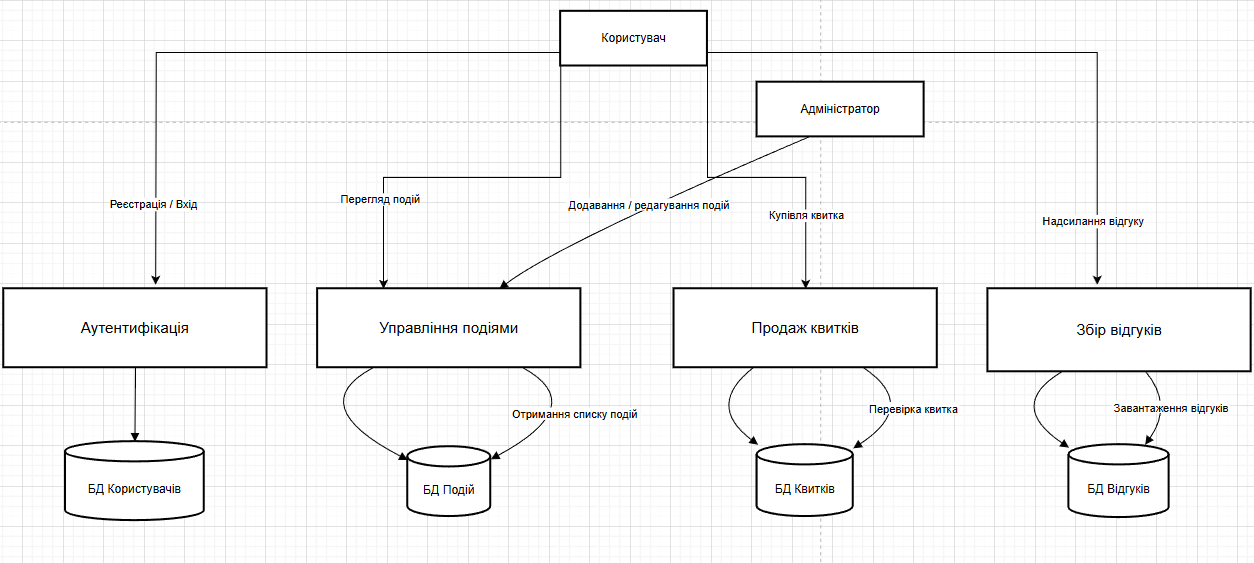 Користувач
Адміністратор
Реєстрація / Вхід
Перегляд подій
Додавання / редагування подій
Купівля квитка
Надсилання відгуку
Аутентифікація
Управління подіями
Продаж квитків
Збір відгуків
Отримання списку подій
Перевірка квитка
Завантаження відгуків
БД Користувачів
БД Подій
БД Квитків
БД Відгуків